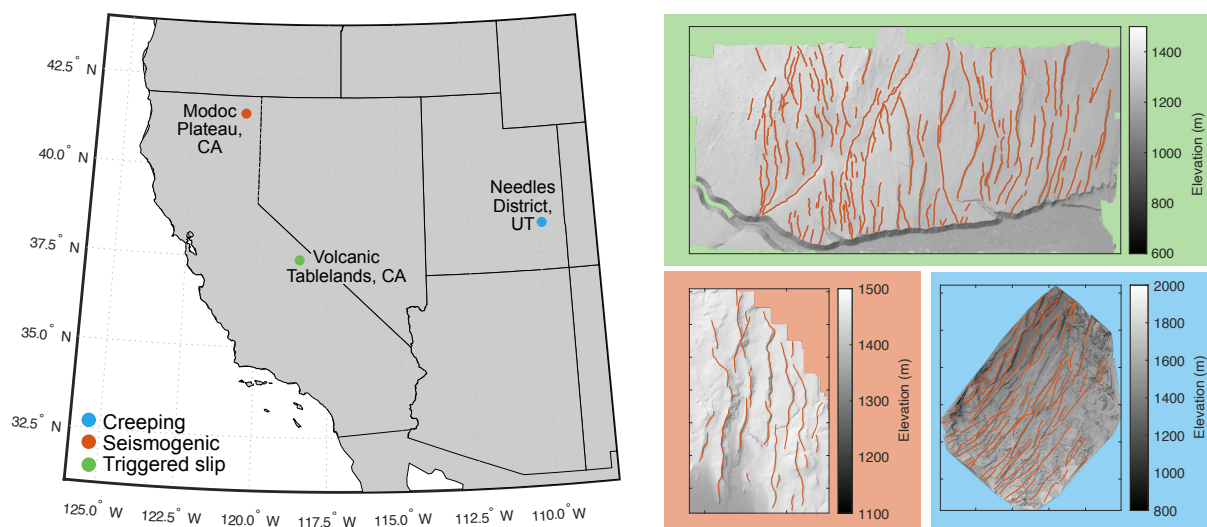 42.5° N
40.0° N
37.5° N
35.0° N
32.5° N
125.0° W
122.5° W
120.0° W
117.5° W
115.0° W
112.5° W
110.0° W
Modoc
Plateau,
CA
Needles
District,
UT
Volcanic
Tablelands, CA
Creeping
Seismogenic
Triggered slip
1400
1200
1000
800
600
Elevation (m)
1500
1400
1300
1200
1100
Elevation (m)
2000
1800
1600
1400
1200
1000
800
Elevation (m)